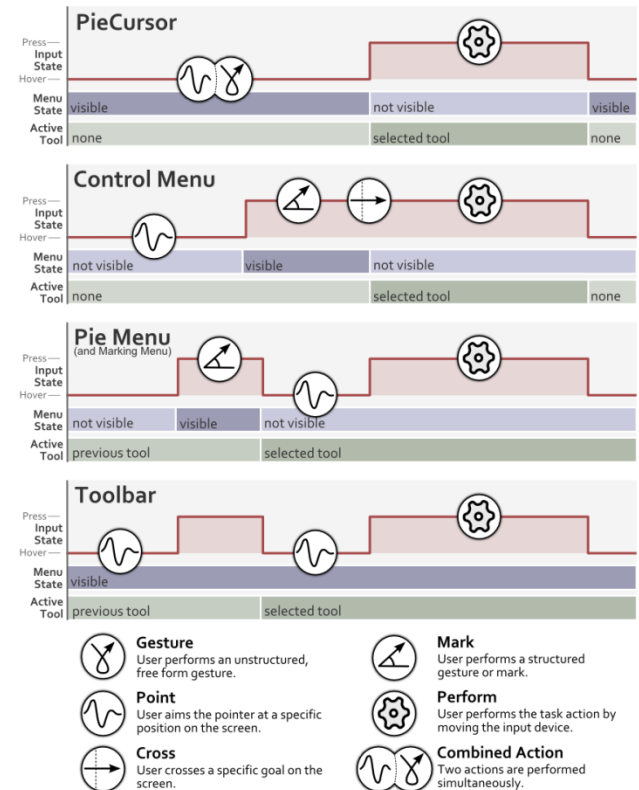 PieCursor
Press
Input
State
Hover
Menu
State
visible
not visible
visible
Active
Tool
none
selected tool
none
Control Menu
Press
Input
State
Hover
Menu
State
not visible
visible
not visible
Active
Tool
none
selected tool
none
Pie Menu
(and Marking Menu)
Press
Input
State
Hover
Menu
State
not visible
visible
not visible
Active
Tool
previous tool
selected tool
Toolbar
Press
Input
State
Hover
Menu
State
visible
Active
Tool
previous tool
selected tool
Gesture
User performs an unstructured,
free form gesture.
Mark
User performs a structured
gesture or mark.
Point
User aims the pointer at a specific
position on the screen.
Perform
User performs the task action by
moving the input device.
Cross
User crosses a specific goal on the
screen.
Combined Action
Two actions are performed
simultaneously.